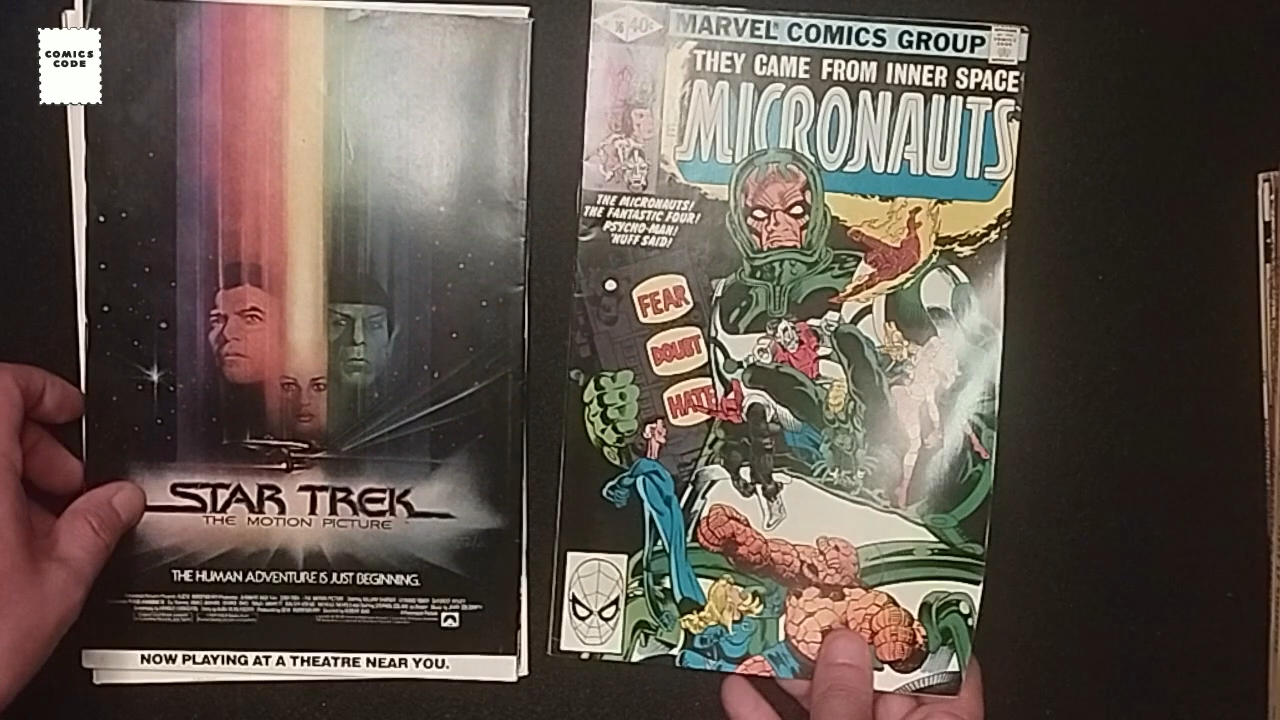 COMICS
CODE
STAR TREK
THE MOTION PICTURE
THE HUMAN ADVENTURE IS JUST BEGINNING.
NOW PLAYING AT A THEATRE NEAR YOU.
16 40¢
MARVEL COMICS GROUP
THEY CAME FROM INNER SPACE
MICRONAUTS
THE MICRONAUTS!
THE FANTASTIC FOUR!
PSYCHO-MAN!
'NUFF SAID!
FEAR
DOUBT
HATE